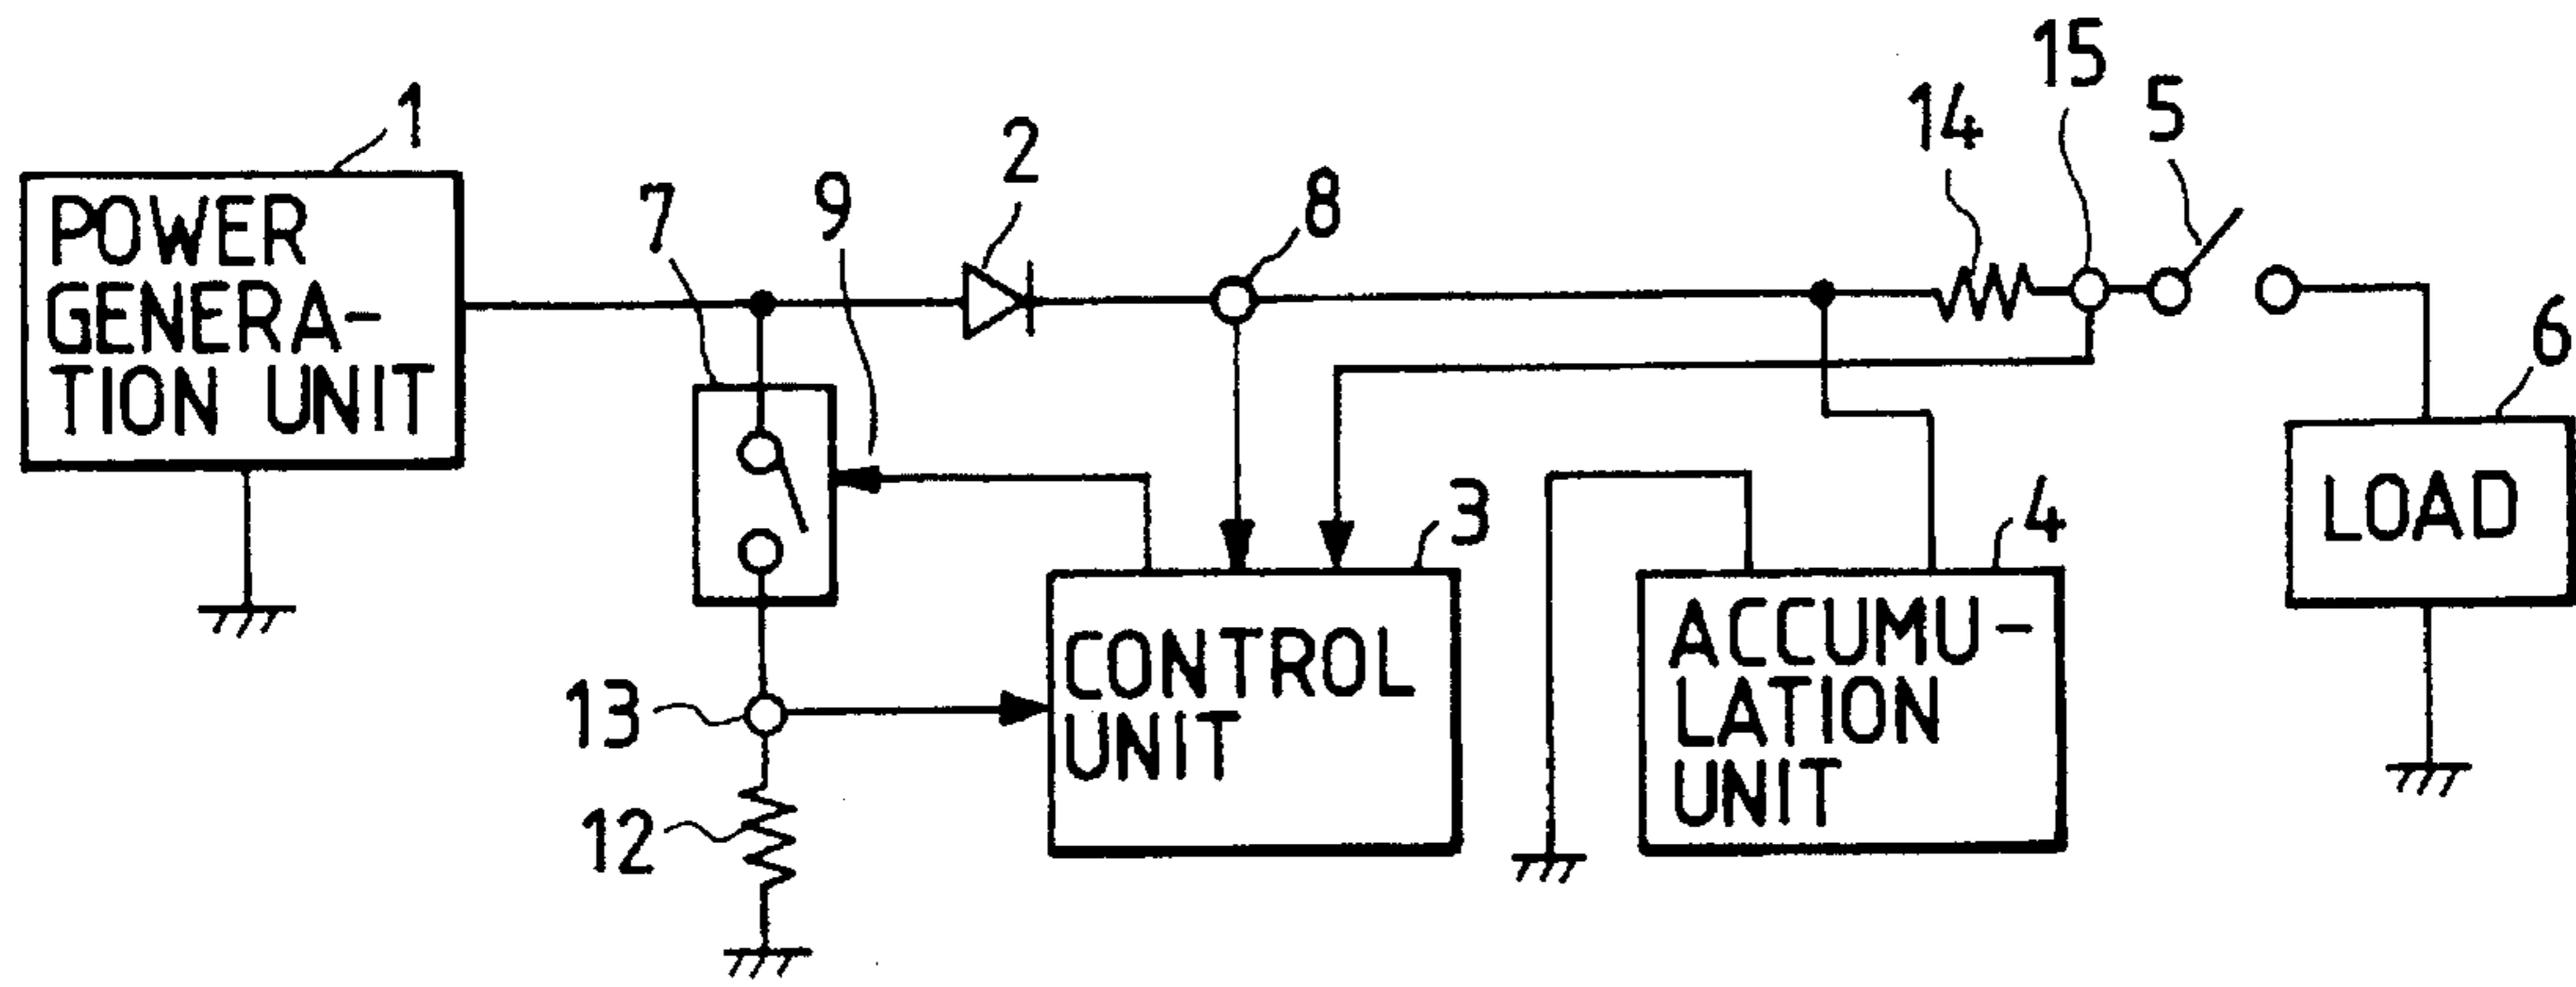 15
1
14
5
2
7
9
8
POWER
GENERA-
TION UNIT
6
LOAD
3
4
CONTROL
UNIT
ACCUMU-
LATION
UNIT
13
12